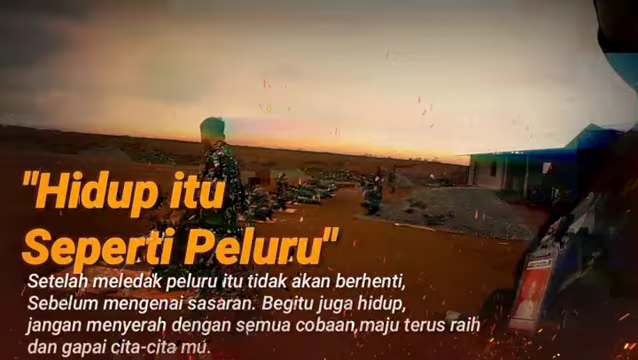 "Hidup itu
Seperti Peluru"
Setelah meledak peluru itu tidak akan berhenti,
Sebelum mengenai sasaran. Begitu juga hidup,
jangan menyerah dengan semua cobaan,maju terus raih
dan gapai cita-cita mu.